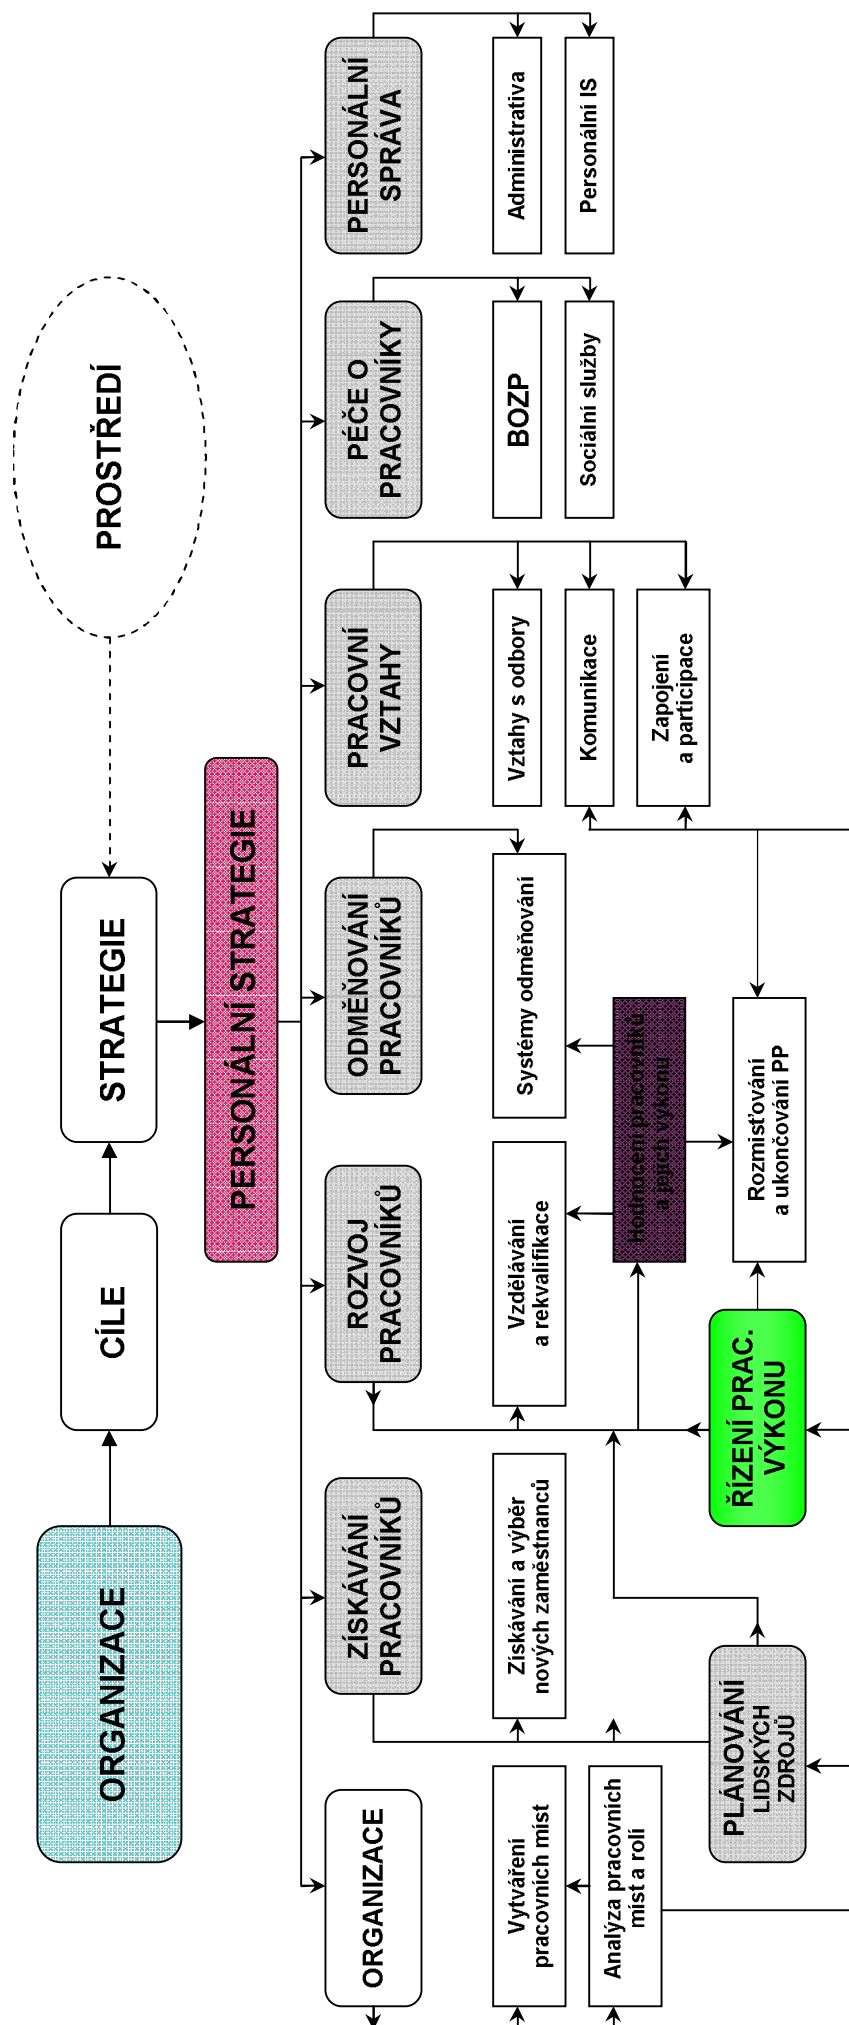 ORGANIZACE
CÍLE
STRATEGIE
PROSTŘEDÍ
PERSONÁLNÍ STRATEGIE
ORGANIZACE
ZÍSKÁVÁNÍ
PRACOVNÍKŮ
ROZVOJ
PRACOVNÍKŮ
ODMĚŇOVÁNÍ
PRACOVNÍKŮ
PRACOVNÍ
VZTAHY
PÉČE O
PRACOVNÍKY
PERSONÁLNÍ
SPRÁVA
Vytváření
pracovních míst
Získávání a výběr
nových zaměstnanců
Vzdělávání
a rekvalifikace
Systémy odměňování
Vztahy s odbory
BOZP
Administrativa
Analýza pracovních
míst a rolí
Hodnocení pracovníků
a jejich výkonu
Komunikace
Sociální služby
Personální IS
Zapojení
a participace
PLÁNOVÁNÍ
LIDSKÝCH
ZDROJŮ
ŘÍZENÍ PRAC.
VÝKONU
Rozmisťování
a ukončování PP